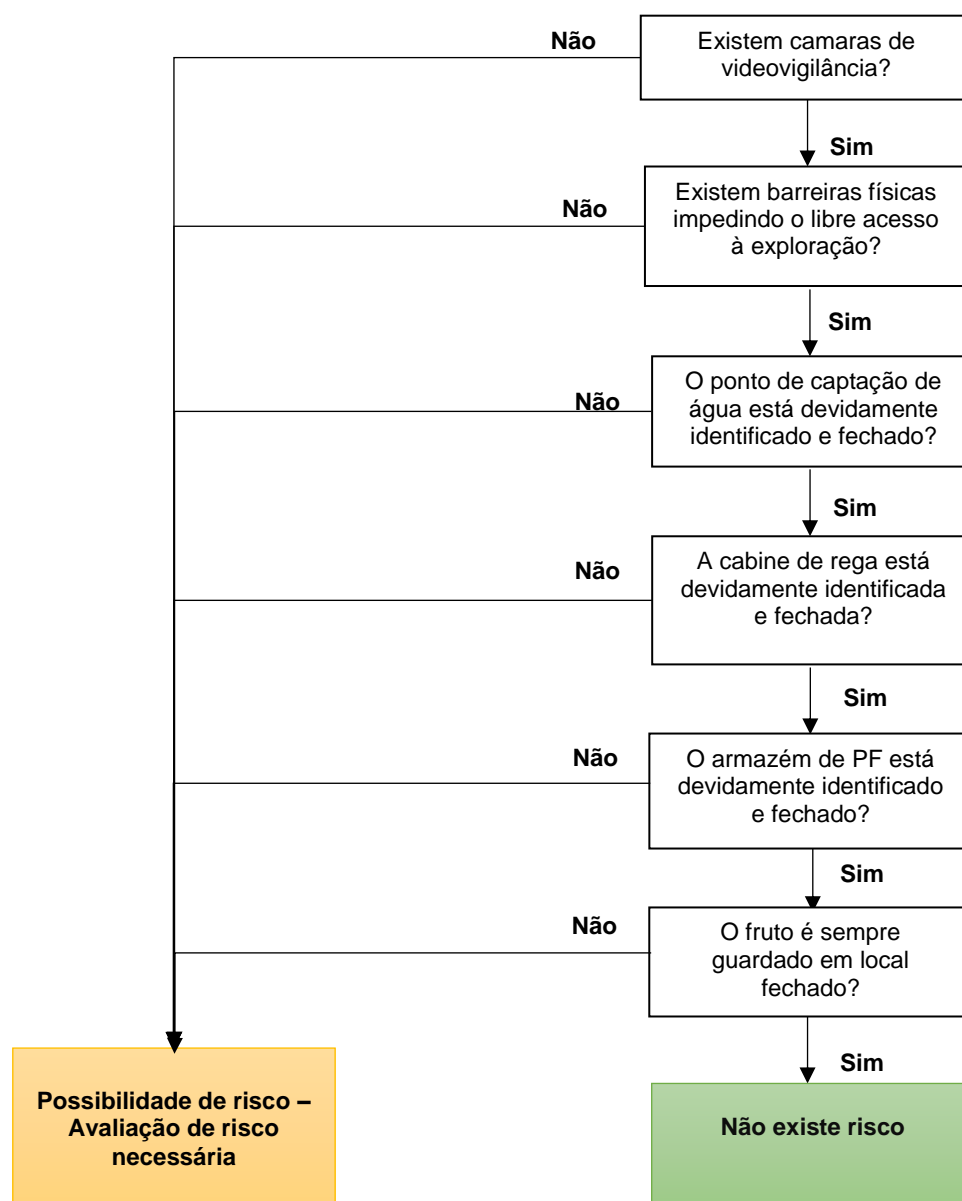 Não
Existem camaras de
videovigilância?
Sim
Não
Existem barreiras físicas
impedindo o libre acesso
à exploração?
Sim
Não
O ponto de captação de
água está devidamente
identificado e fechado?
Sim
Não
A cabine de rega está
devidamente identificada
e fechada?
Sim
Não
O armazém de PF está
devidamente identificado
e fechado?
Sim
Não
O fruto é sempre
guardado em local
fechado?
Sim
Possibilidade de risco –
Avaliação de risco
necessária
Não existe risco